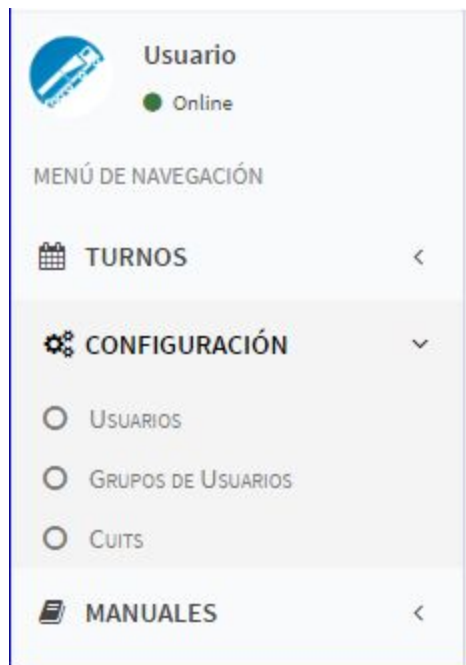 Usuario
Online
MENÚ DE NAVEGACIÓN
TURNOS
CONFIGURACIÓN
USUARIOS
GRUPOS DE USUARIOS
CUITS
MANUALES